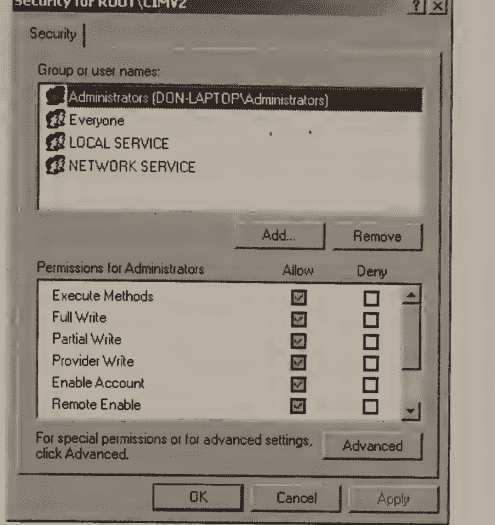 Security for ROOT\CIMV2
Security
Group or user names:
Administrators (DON-LAPTOP\Administrators)
Everyone
LOCAL SERVICE
NETWORK SERVICE
Add...
Remove
Permissions for Administrators
Allow
Deny
Execute Methods
Full Write
Partial Write
Provider Write
Enable Account
Remote Enable
For special permissions or for advanced settings,
click Advanced.
Advanced
OK
Cancel
Apply